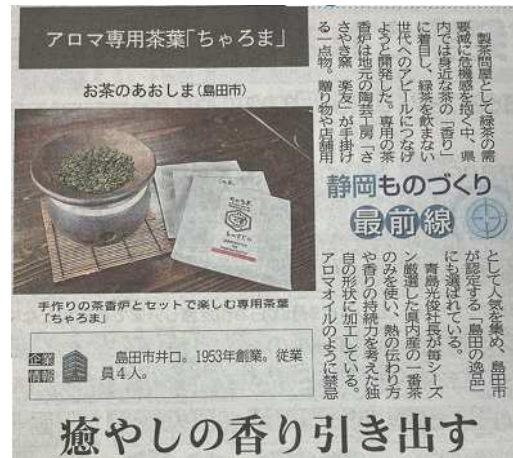 アロマ専用茶葉「ちゃろま」
お茶のあおしま（島田市）
手作りの茶香炉とセットで楽しむ専用茶葉
「ちゃろま」
企業
情報
島田市井口。1953年創業。従業
員４人。
製茶問屋として緑茶の需
要減に危機感を抱く中、県
内では身近な茶の「香り」
に着目し、緑茶を飲まない
世代へのアピールにつなげ
ようと開発した。専用の茶
香炉は地元の陶芸工房「さ
さやき窯　楽友」が手掛け
る一点物。贈り物や店舗用
静岡ものづくり
最前線
として人気を集め、島田市
が認定する「島田の逸品」
にも選ばれている。
青島光役社長が毎シーズ
ン厳選した県内産の一番茶
のみを使い、熱の伝わり方
や香りの持続力を考えた独
自の形状に加工している。
アロマオイルのように禁忌
癒やしの香り引き出す
ちゃろま